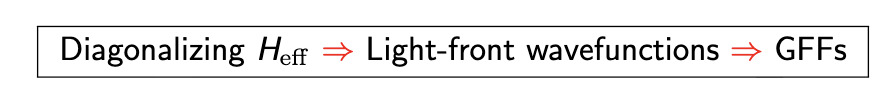 Diagonalizing H_eff ⇒ Light-front wavefunctions ⇒ GFFs